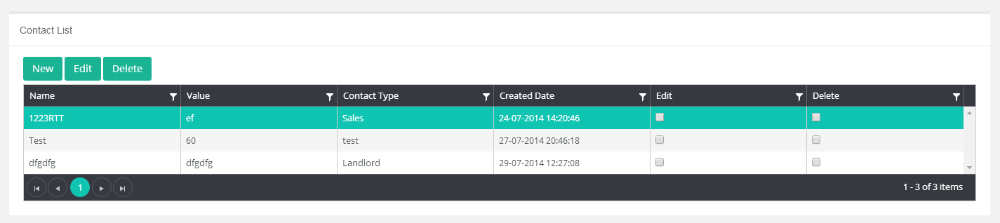 Contact List
New Edit Delete
Name Value Contact Type Created Date Edit Delete
1223RTT ef Sales 24-07-2014 14:20:46
Test 60 test 27-07-2014 20:46:18
dfgdfg dfgdfg Landlord 29-07-2014 12:27:08
1 1 - 3 of 3 items